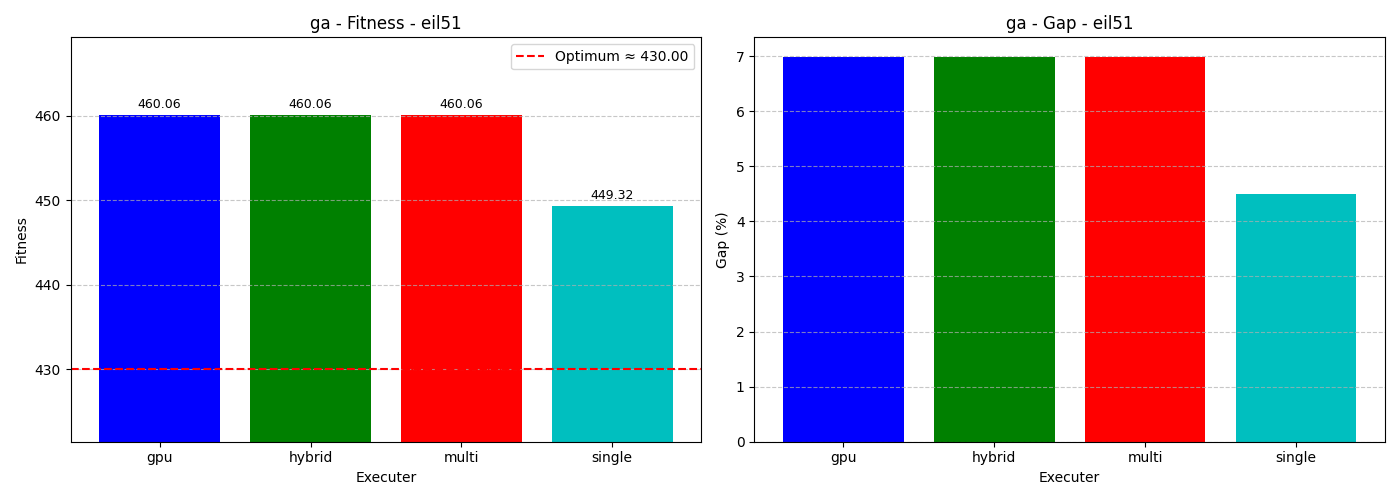 ga - Fitness - eil51
Optimum ≈ 430.00
460.06
460.06
460.06
449.32
460
450
440
430
Fitness
gpu
hybrid
multi
single
Executer
ga - Gap - eil51
7
6
5
4
3
2
1
0
Gap (%)
gpu
hybrid
multi
single
Executer